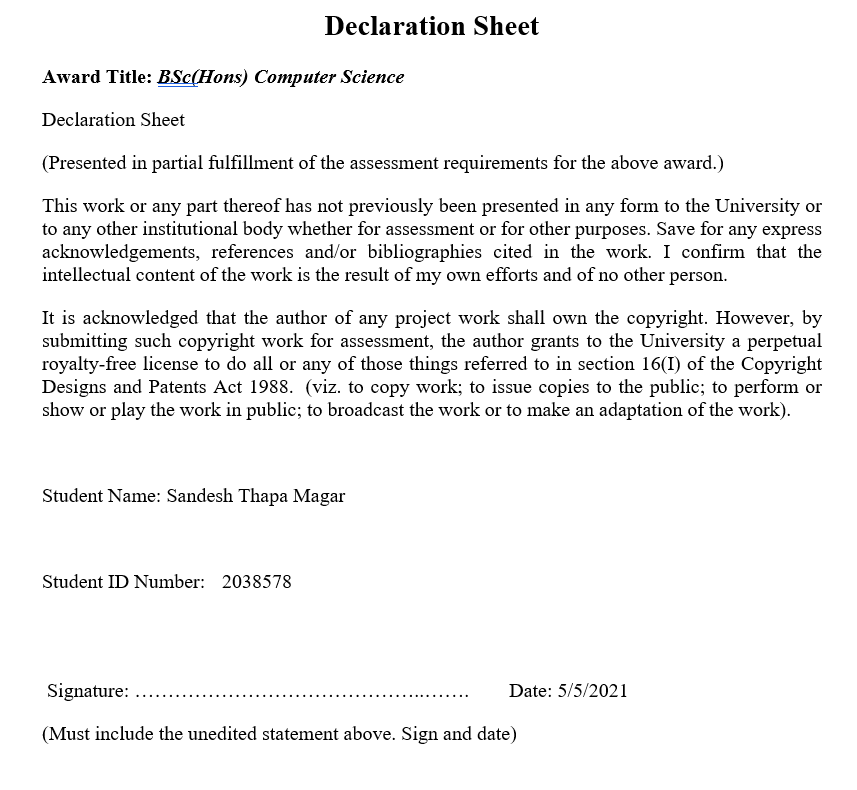 Declaration Sheet
Award Title: BSc(Hons) Computer Science
Declaration Sheet
(Presented in partial fulfillment of the assessment requirements for the above award.)
This work or any part thereof has not previously been presented in any form to the University or
to any other institutional body whether for assessment or for other purposes. Save for any express
acknowledgements, references and/or bibliographies cited in the work. I confirm that the
intellectual content of the work is the result of my own efforts and of no other person.
It is acknowledged that the author of any project work shall own the copyright. However, by
submitting such copyright work for assessment, the author grants to the University a perpetual
royalty-free license to do all or any of those things referred to in section 16(I) of the Copyright
Designs and Patents Act 1988.  (viz. to copy work; to issue copies to the public; to perform or
show or play the work in public; to broadcast the work or to make an adaptation of the work).
Student Name: Sandesh Thapa Magar
Student ID Number:   2038578
Signature: …………………………………..……. Date: 5/5/2021
(Must include the unedited statement above. Sign and date)